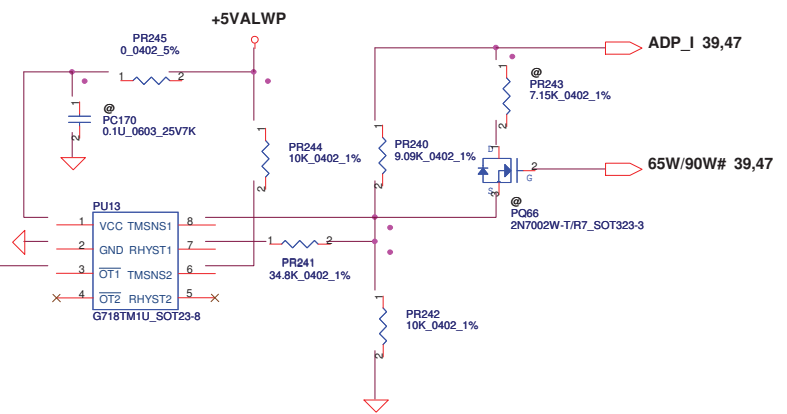 +5VALWP
PR245
0_0402_5%
1
2
ADP_I 39,47
@
PR243
7.15K_0402_1%
1
2
@
PC170
0.1U_0603_25V7K
1
2
PR244
10K_0402_1%
1
2
PR240
9.09K_0402_1%
1
2
D
2
G
S
3
1
65W/90W# 39,47
@
PQ66
2N7002W-T/R7_SOT323-3
PU13
1 VCC TMSNS1 8
2 GND RHYST1 7
3 OT1 TMSNS2 6
4 OT2 RHYST2 5
G718TM1U_SOT23-8
1
2
PR241
34.8K_0402_1%
PR242
10K_0402_1%
1
2